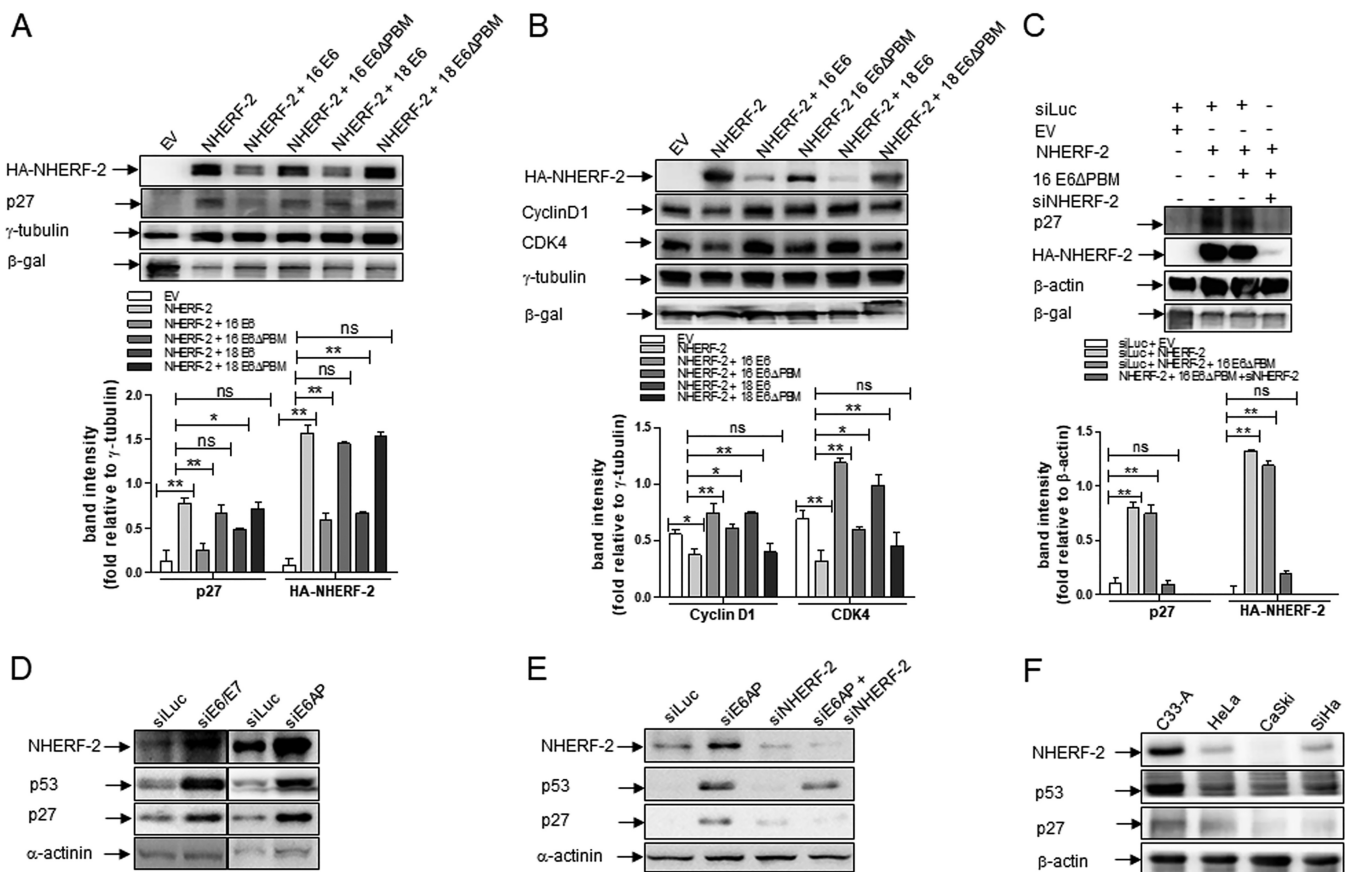 A
EV
NHERF-2
NHERF-2 + 16 E6
NHERF-2 + 16 E6ΔPBM
NHERF-2 + 18 E6
NHERF-2 + 18 E6ΔPBM
HA-NHERF-2
p27
γ-tubulin
β-gal
EV
NHERF-2
NHERF-2 + 16 E6
NHERF-2 + 16 E6ΔPBM
NHERF-2 + 18 E6
NHERF-2 + 18 E6ΔPBM
band intensity
(fold relative to γ-tubulin)
2.0
1.5
1.0
0.5
0.0
ns
*
ns
**
**
ns
**
ns
**
**
p27
HA-NHERF-2
B
EV
NHERF-2
NHERF-2 + 16 E6
NHERF-2 16 E6ΔPBM
NHERF-2 + 18 E6
NHERF-2 + 18 E6ΔPBM
HA-NHERF-2
CyclinD1
CDK4
γ-tubulin
β-gal
EV
NHERF-2
NHERF-2 + 16 E6
NHERF-2 + 16 E6ΔPBM
NHERF-2 + 18 E6
NHERF-2 + 18 E6ΔPBM
band intensity
(fold relative to γ-tubulin)
1.5
1.0
0.5
0.0
ns
**
*
**
*
ns
**
*
**
**
Cyclin D1
CDK4
C
siLuc + + + -
EV + - - -
NHERF-2 - + + +
16 E6ΔPBM - - + +
siNHERF-2 - - - +
p27
HA-NHERF-2
β-actin
β-gal
siLuc + EV
siLuc + NHERF-2
siLuc + NHERF-2 + 16 E6ΔPBM
NHERF-2 + 16 E6ΔPBM + siNHERF-2
band intensity
(fold relative to β-actin)
1.5
1.0
0.5
0.0
ns
**
**
ns
**
**
p27
HA-NHERF-2
D
siLuc
siE6/E7
siLuc
siE6AP
NHERF-2
p53
p27
α-actinin
E
siLuc
siE6AP
siNHERF-2
siE6AP +
siNHERF-2
NHERF-2
p53
p27
α-actinin
F
C33-A
HeLa
CaSki
SiHa
NHERF-2
p53
p27
β-actin